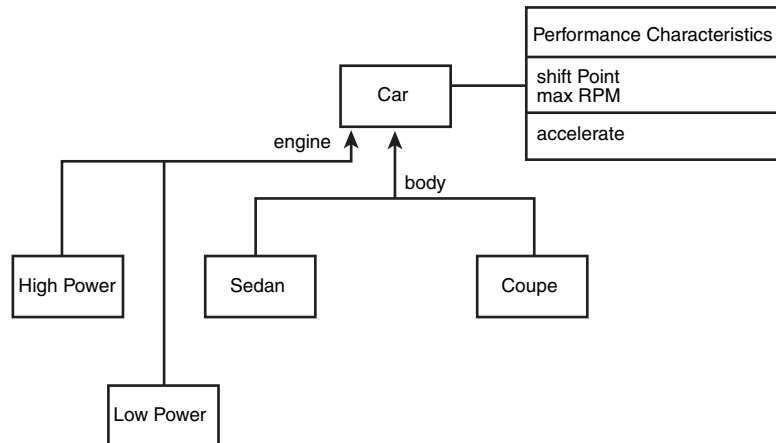 Performance Characteristics
shift Point
max RPM
accelerate
Car
engine
body
High Power
Sedan
Coupe
Low Power